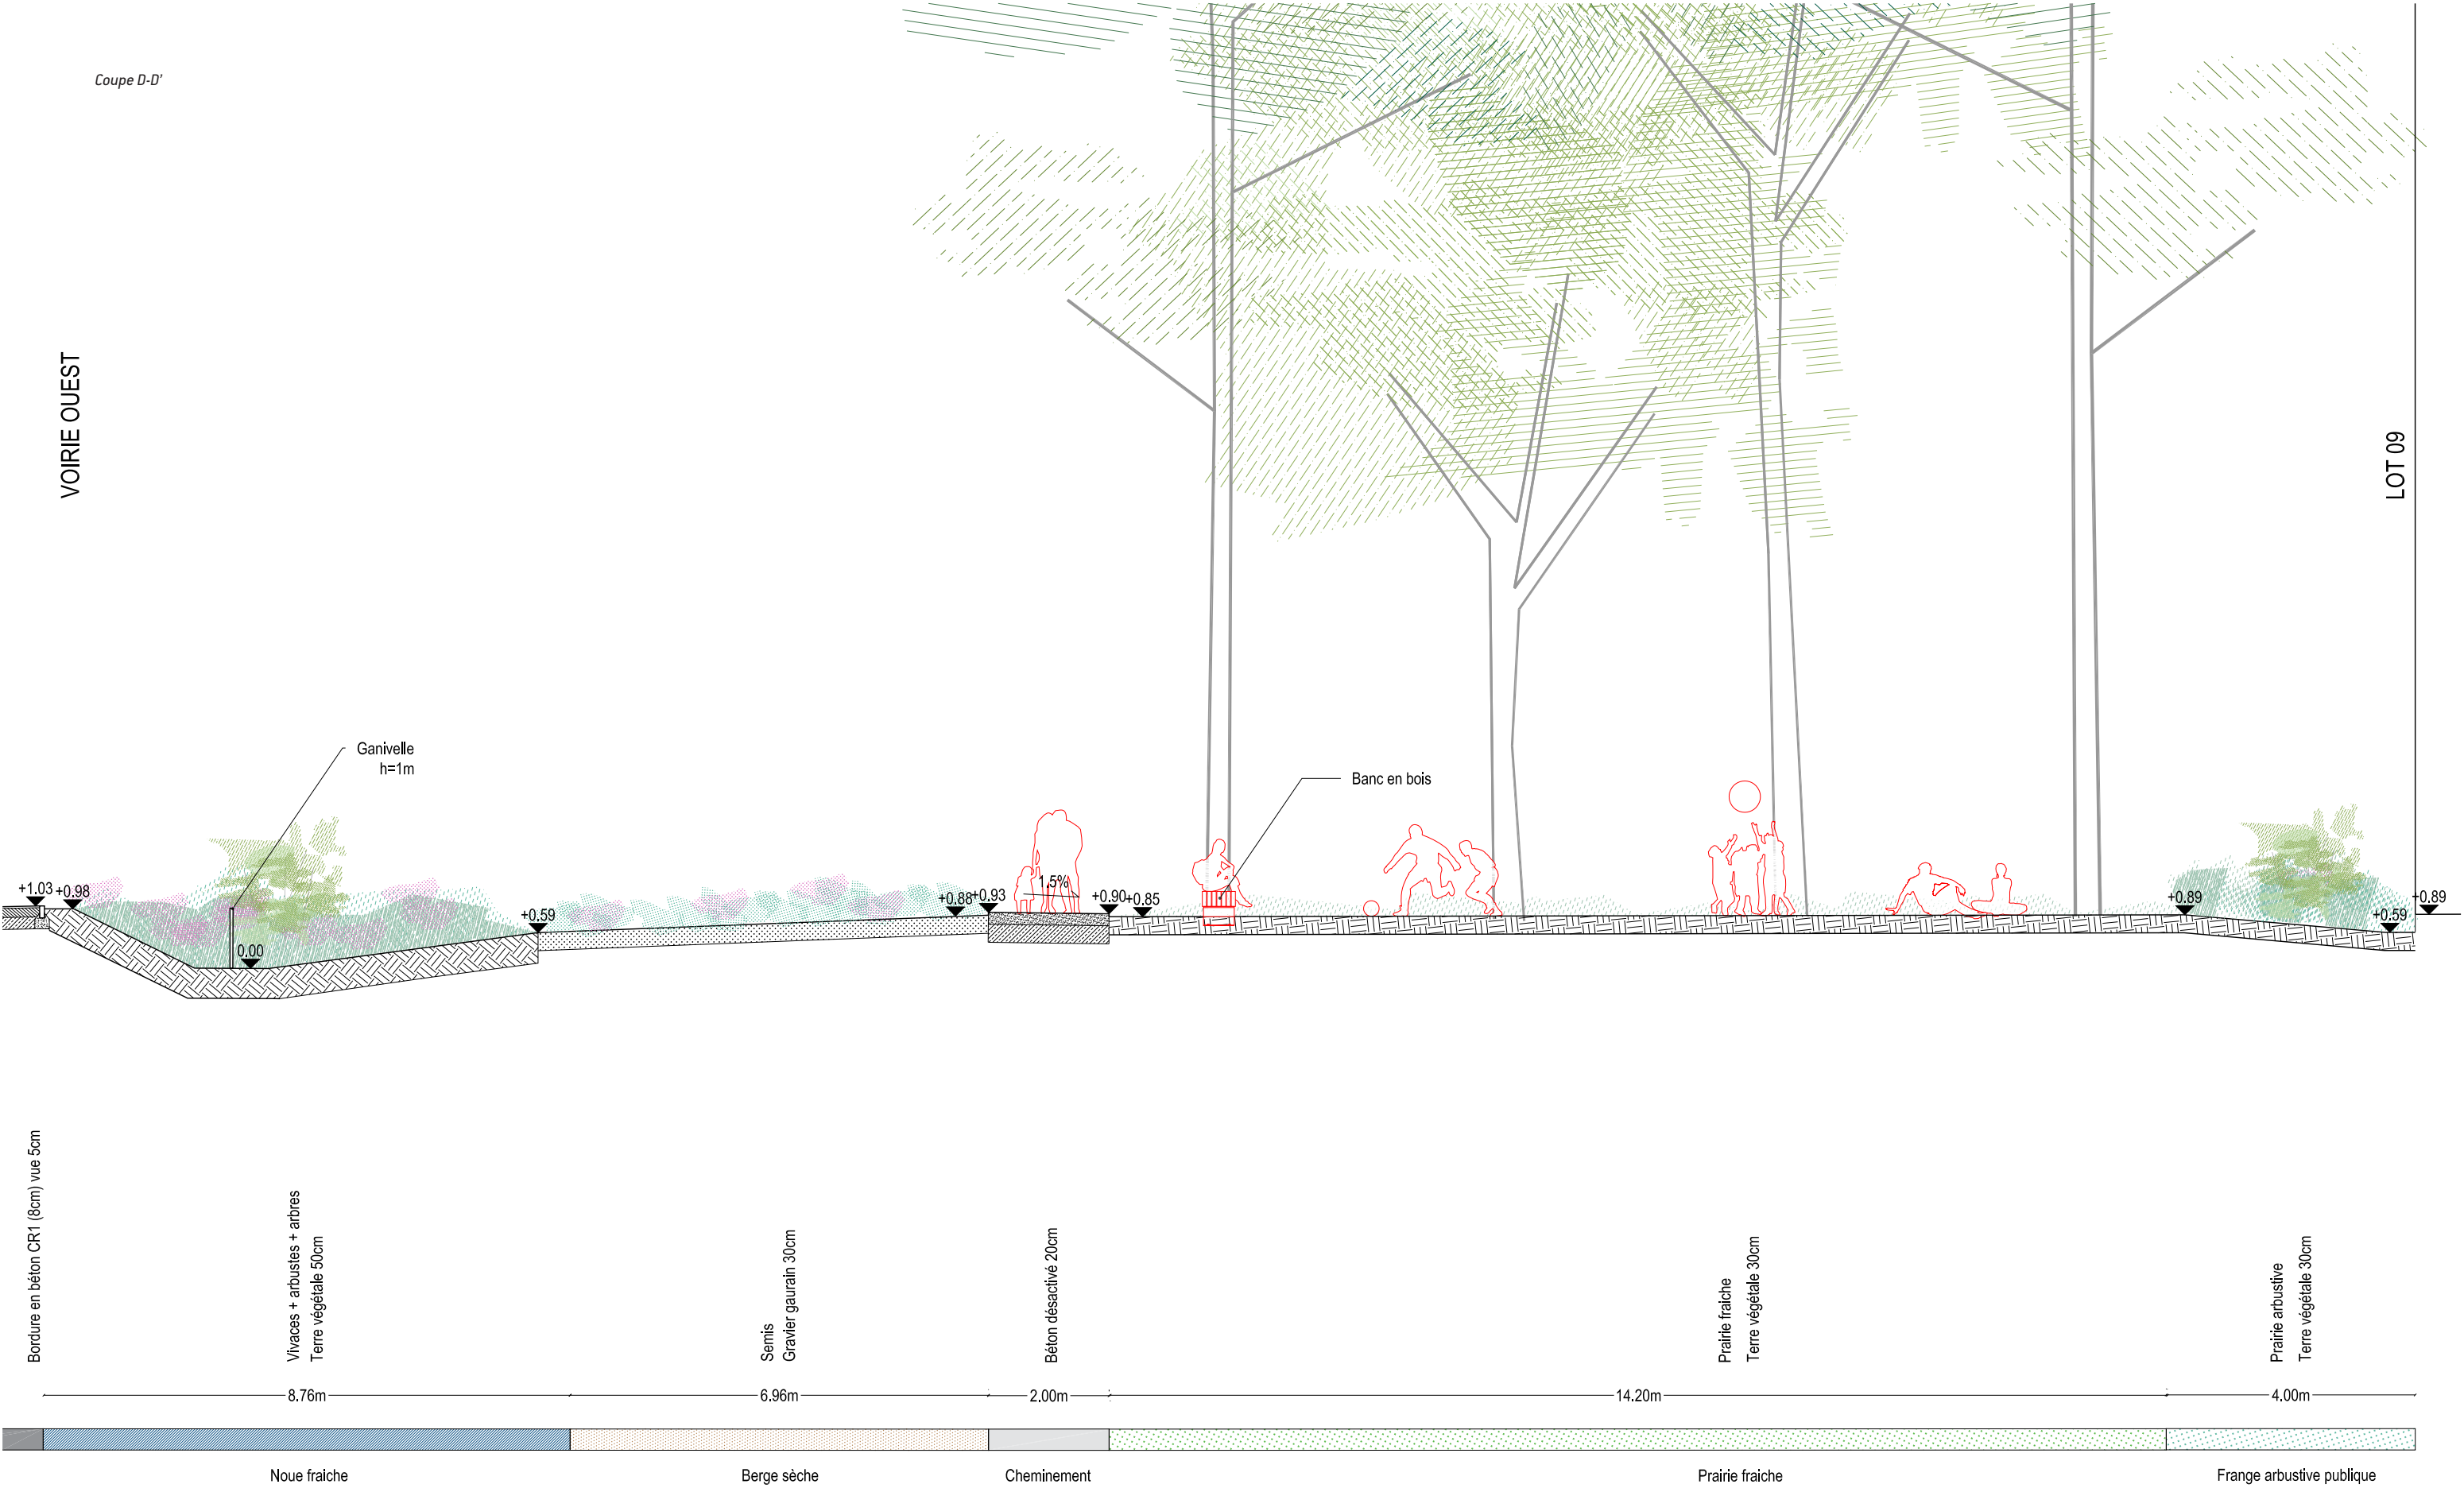 Coupe D-D'
VOIRIE OUEST
LOT 09
Ganivelle
h=1m
Banc en bois
+1.03
+0.98
0.00
+0.59
+0.88
+0.93
1,5%
+0.90
+0.85
+0.89
+0.59
+0.89
Bordure en béton CR1 (8cm) vue 5cm
Vivaces + arbustes + arbres
Terre végétale 50cm
Semis
Gravier gaurain 30cm
Béton désactivé 20cm
Prairie fraiche
Terre végétale 30cm
Prairie arbustive
Terre végétale 30cm
8.76m
6.96m
2.00m
14.20m
4.00m
Noue fraiche
Berge sèche
Cheminement
Prairie fraiche
Frange arbustive publique